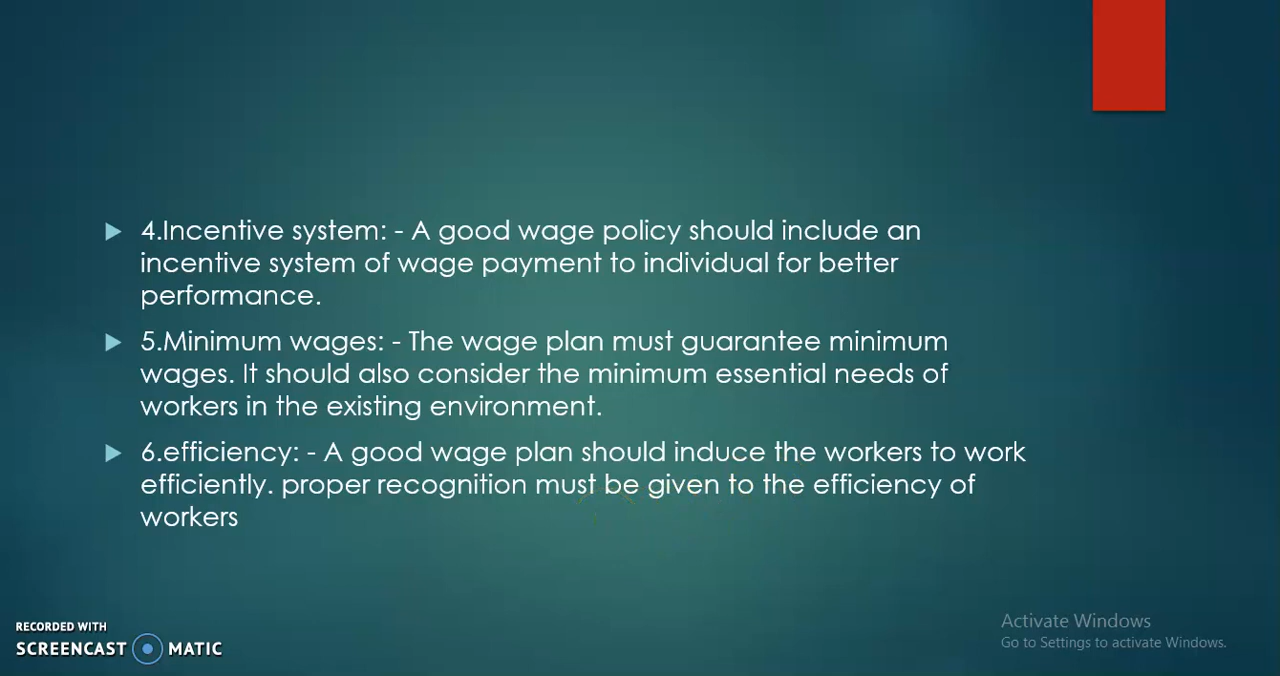 4.Incentive system: - A good wage policy should include an
incentive system of wage payment to individual for better
performance.
5.Minimum wages: - The wage plan must guarantee minimum
wages. It should also consider the minimum essential needs of
workers in the existing environment.
6.efficiency: - A good wage plan should induce the workers to work
efficiently. proper recognition must be given to the efficiency of
workers
RECORDED WITH
SCREENCAST MATIC
Activate Windows
Go to Settings to activate Windows.